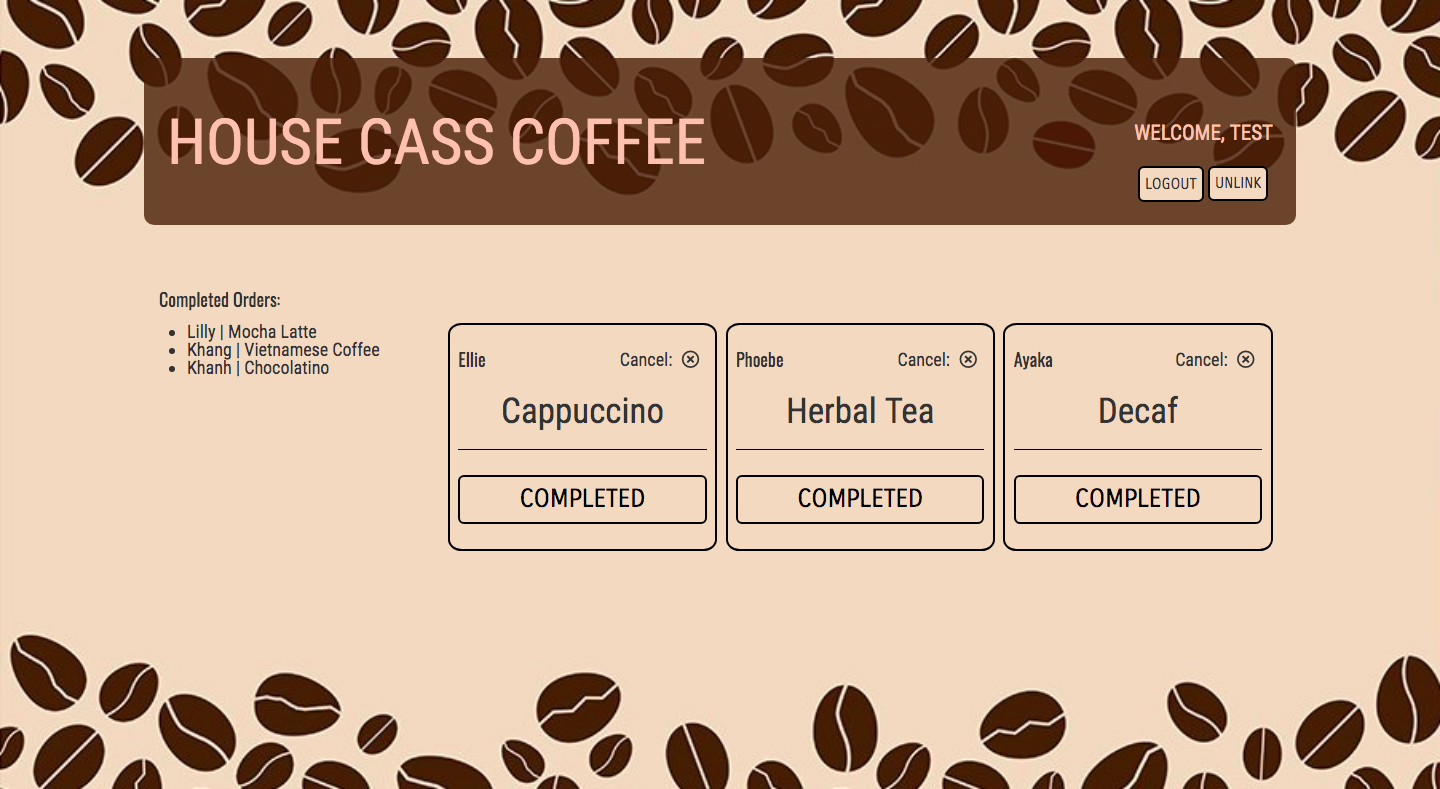 HOUSE CASS COFFEE
WELCOME, TEST
LOGOUT UNLINK
Completed Orders:
Lilly | Mocha Latte
Khang | Vietnamese Coffee
Khanh | Chocolatino
Ellie Cancel:
Cappuccino
COMPLETED
Phoebe Cancel:
Herbal Tea
COMPLETED
Ayaka Cancel:
Decaf
COMPLETED